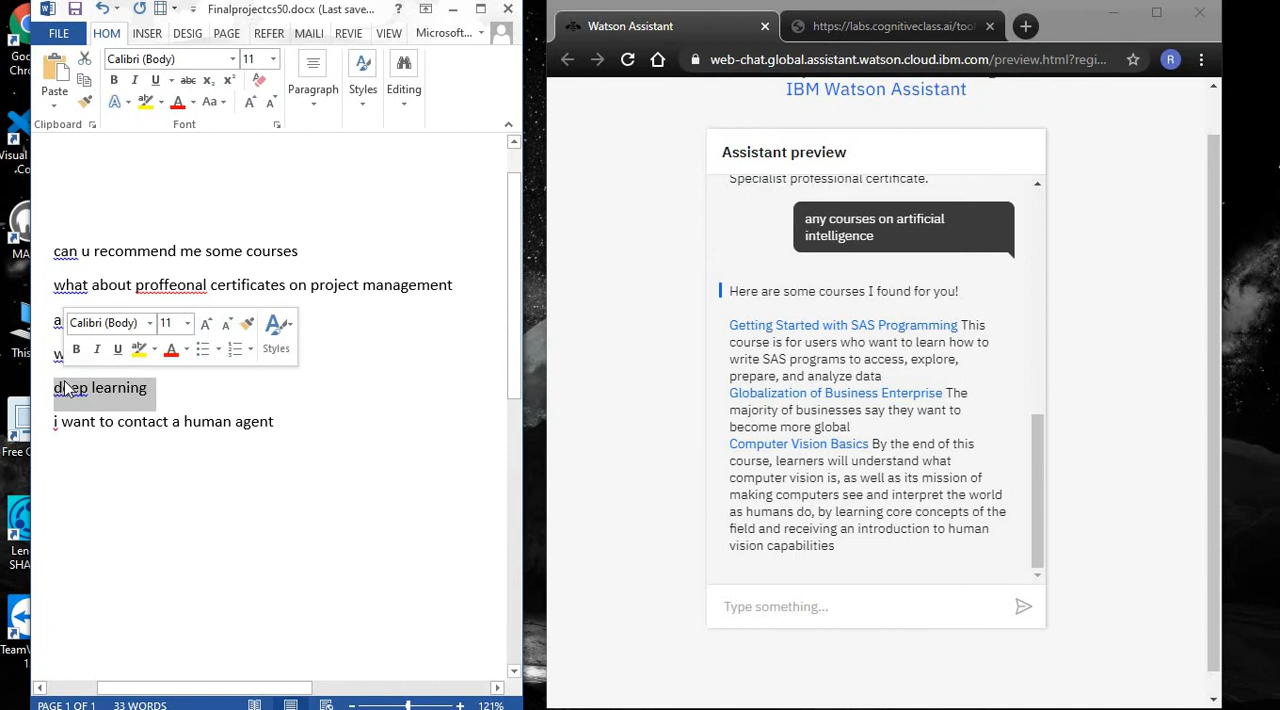 Finalprojectcs50.docx (Last save...
FILE HOM INSER DESIG PAGE REFER MAILI REVIE VIEW Microsoft...
Calibri (Body) 11
Paste
Paragraph Styles Editing
Clipboard Font
can u recommend me some courses
what about proffeonal certificates on project management
Calibri (Body) 11
Styles
deep learning
i want to contact a human agent
PAGE 1 OF 1 33 WORDS 121%
Watson Assistant
https://labs.cognitiveclass.ai/tool
web-chat.global.assistant.watson.cloud.ibm.com/preview.html?regi...
R
IBM Watson Assistant
Assistant preview
Specialist professional certificate.
any courses on artificial
intelligence
Here are some courses I found for you!
Getting Started with SAS Programming This
course is for users who want to learn how to
write SAS programs to access, explore,
prepare, and analyze data
Globalization of Business Enterprise The
majority of businesses say they want to
become more global
Computer Vision Basics By the end of this
course, learners will understand what
computer vision is, as well as its mission of
making computers see and interpret the world
as humans do, by learning core concepts of the
field and receiving an introduction to human
vision capabilities
Type something...